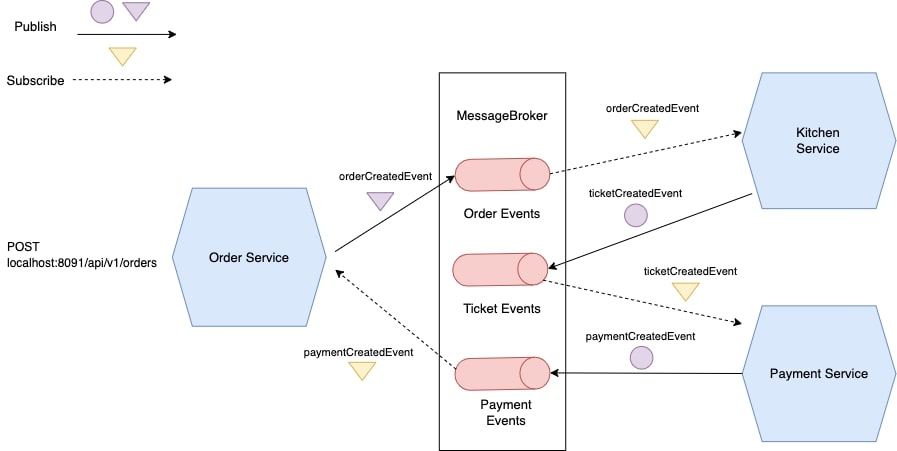 Publish
Subscribe
MessageBroker
orderCreatedEvent
Kitchen
Service
orderCreatedEvent
ticketCreatedEvent
Order Events
POST
localhost:8091/api/v1/orders
Order Service
ticketCreatedEvent
Ticket Events
paymentCreatedEvent
paymentCreatedEvent
Payment Service
Payment
Events